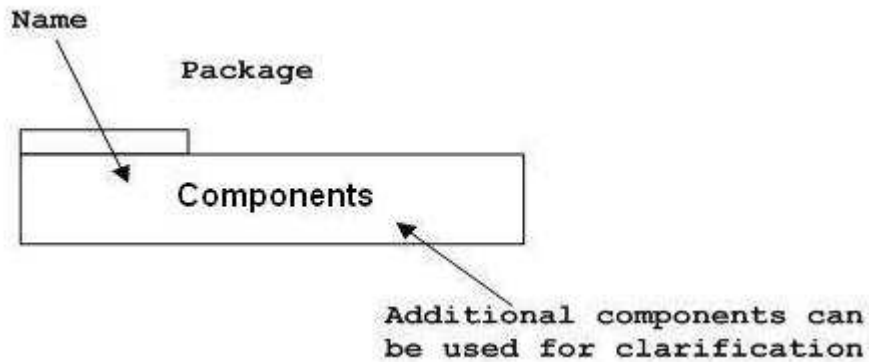 Name
Package
Components
Additional components can
be used for clarification